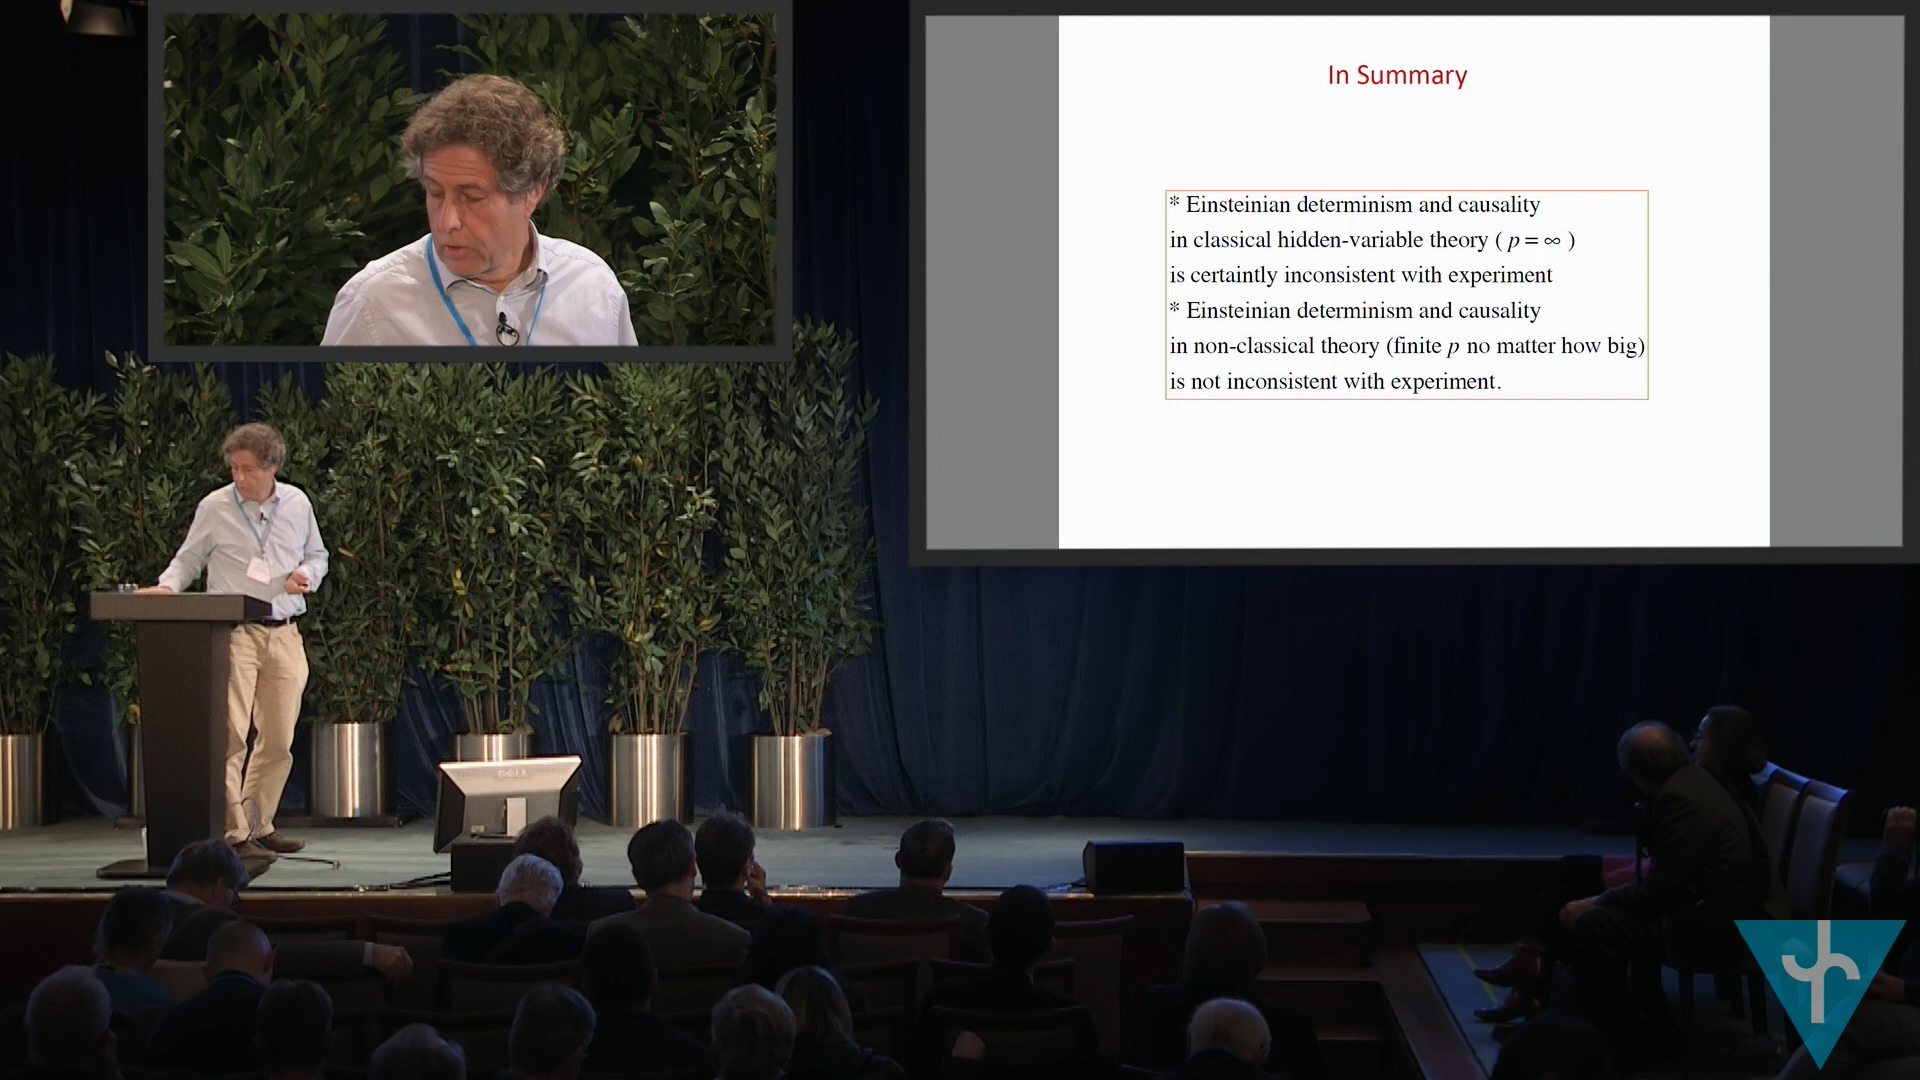 In Summary
* Einsteinian determinism and causality
in classical hidden-variable theory ( p = ∞ )
is certaintly inconsistent with experiment
* Einsteinian determinism and causality
in non-classical theory (finite p no matter how big)
is not inconsistent with experiment.